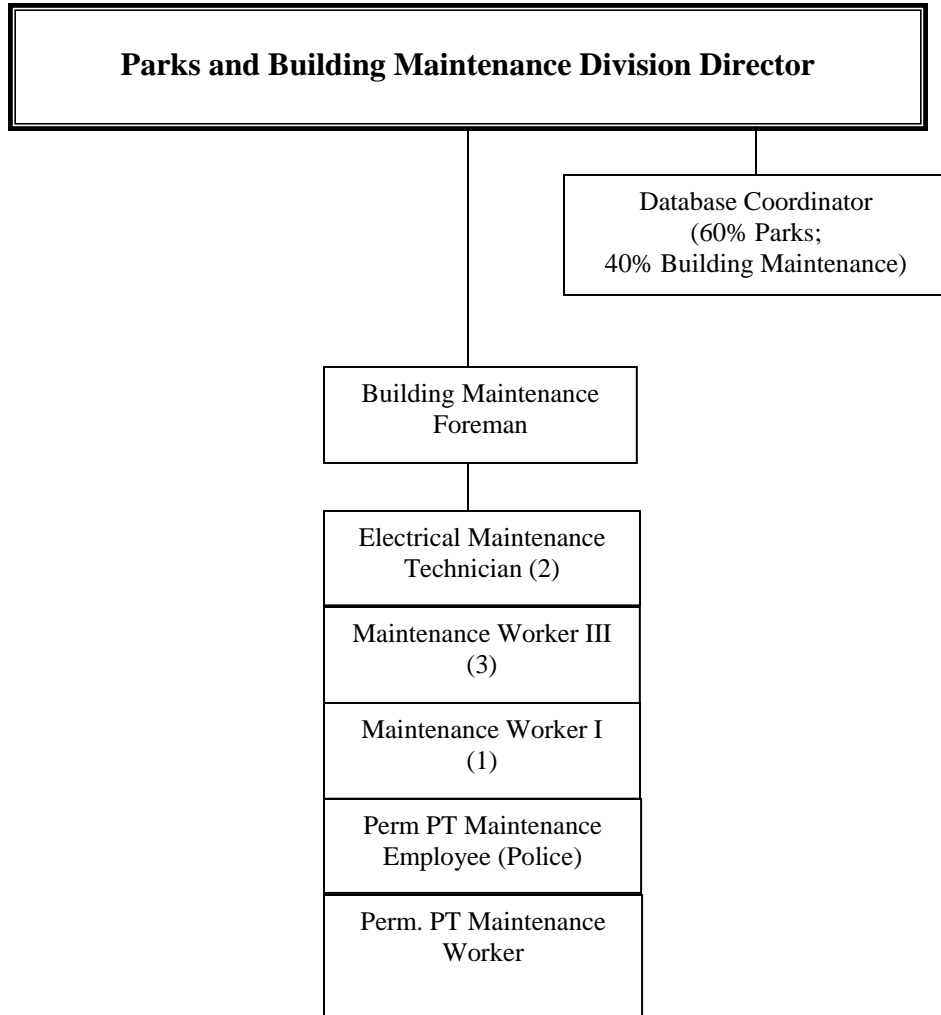 Parks and Building Maintenance Division Director
Database Coordinator
(60% Parks;
40% Building Maintenance)
Building Maintenance
Foreman
Electrical Maintenance
Technician (2)
Maintenance Worker III
(3)
Maintenance Worker I
(1)
Perm PT Maintenance
Employee (Police)
Perm. PT Maintenance
Worker